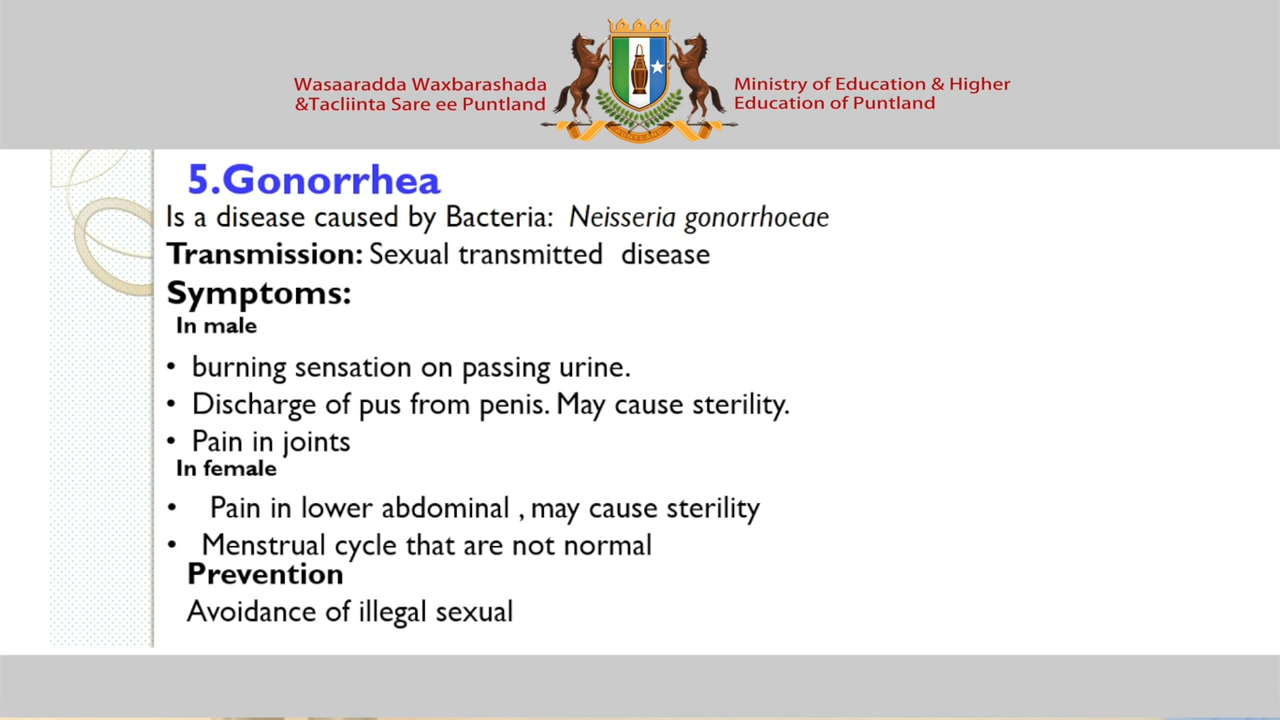 Wasaaradda Waxbarashada
&Tacliinta Sare ee Puntland
Ministry of Education & Higher
Education of Puntland
5.Gonorrhea
Is a disease caused by Bacteria: Neisseria gonorrhoeae
Transmission: Sexual transmitted disease
Symptoms:
In male
• burning sensation on passing urine.
• Discharge of pus from penis. May cause sterility.
• Pain in joints
In female
• Pain in lower abdominal , may cause sterility
• Menstrual cycle that are not normal
Prevention
Avoidance of illegal sexual